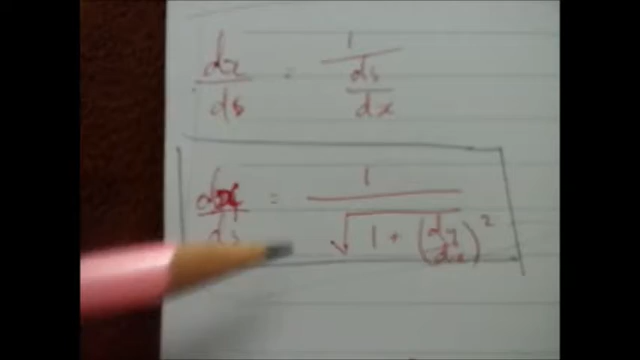 dx/ds = 1/(ds/dx)
dx/ds = 1/√(1 + (dy/dx)²)